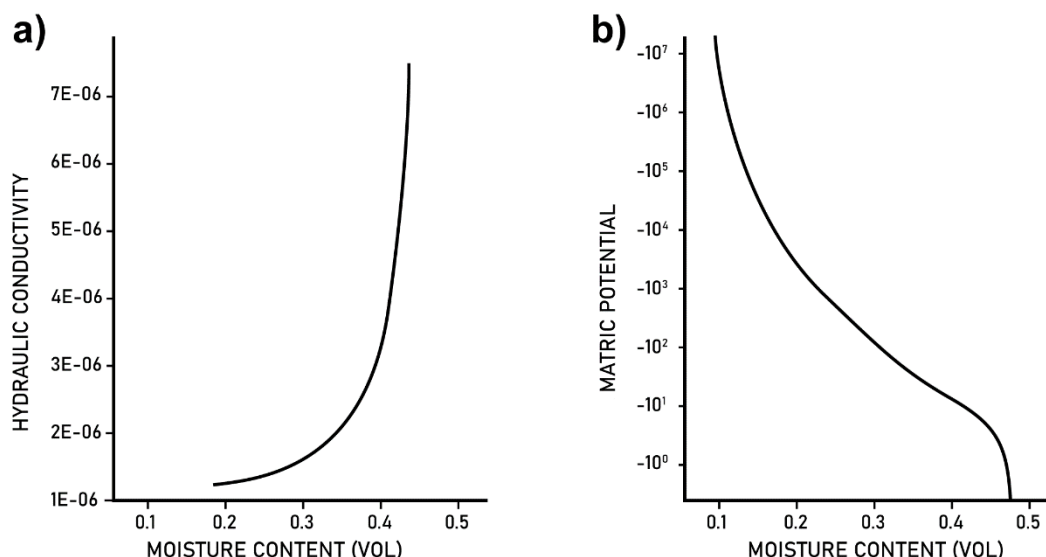 a)
HYDRAULIC CONDUCTIVITY
7E-06
6E-06
5E-06
4E-06
3E-06
2E-06
1E-06
0.1 0.2 0.3 0.4 0.5
MOISTURE CONTENT (VOL)
b)
MATRIC POTENTIAL
-10⁷
-10⁶
-10⁵
-10⁴
-10³
-10²
-10¹
-10⁰
0.1 0.2 0.3 0.4 0.5
MOISTURE CONTENT (VOL)